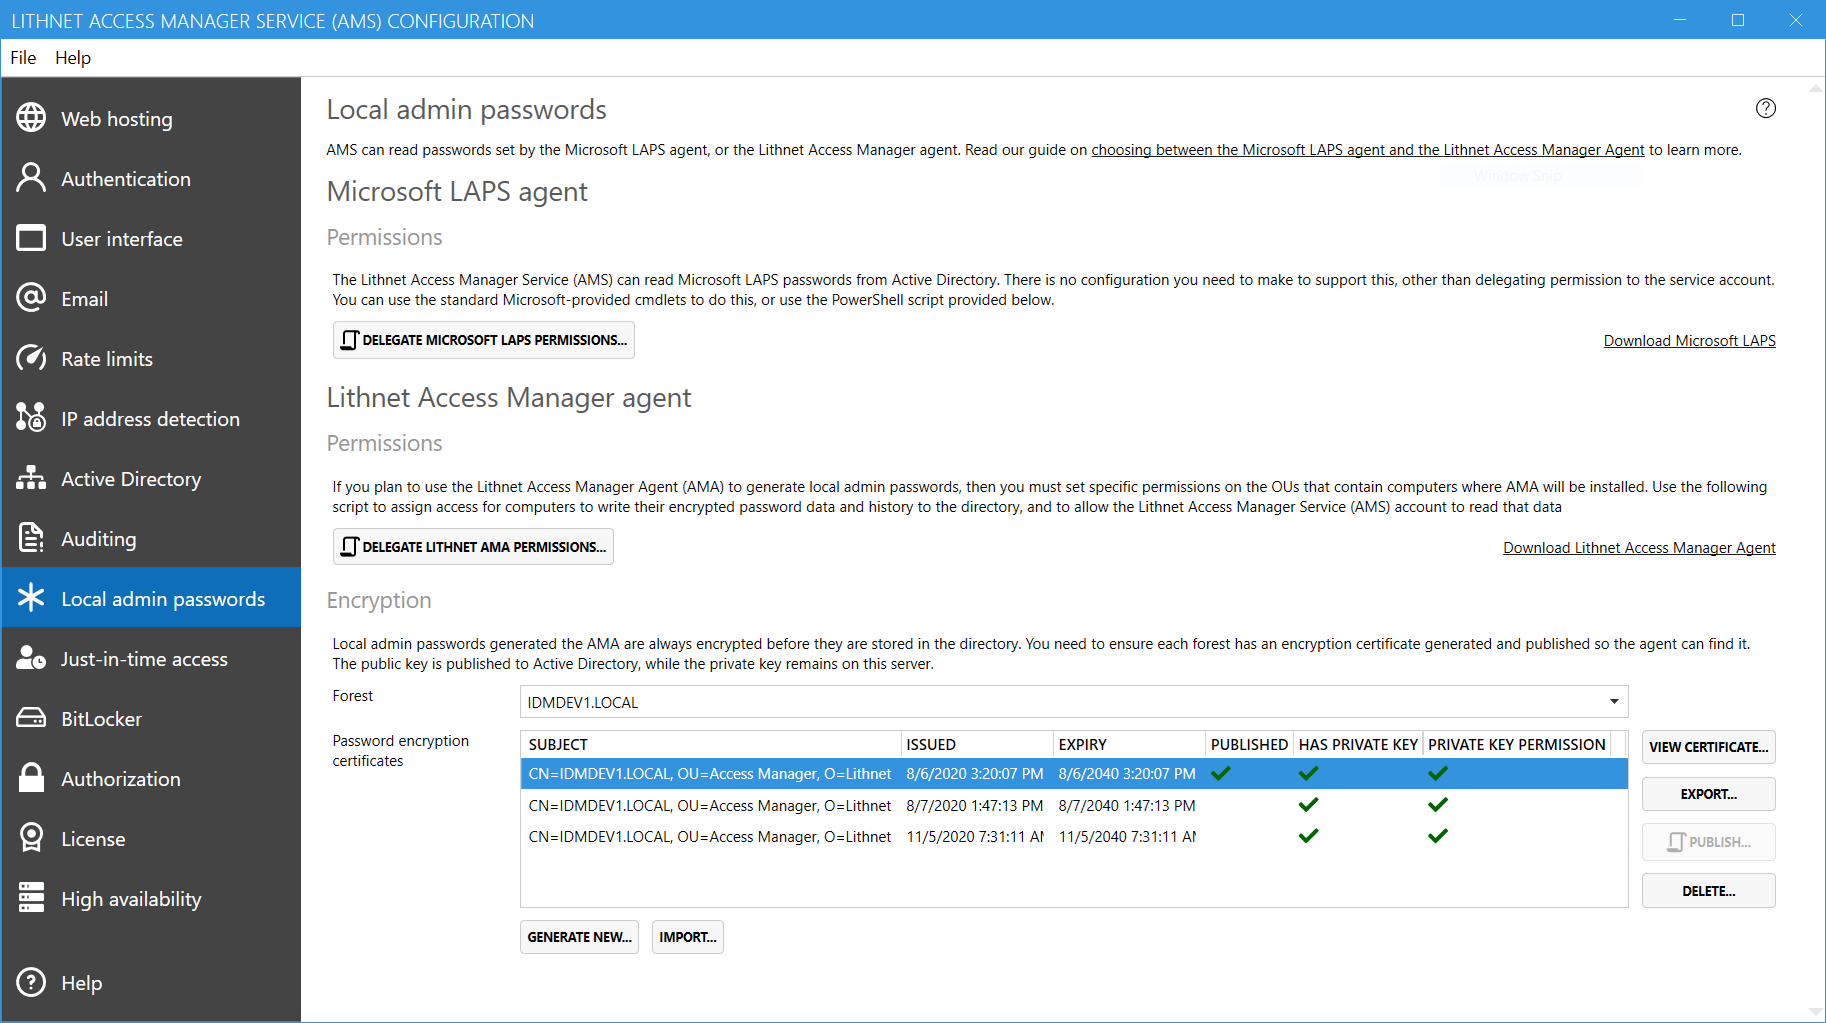 LITHNET ACCESS MANAGER SERVICE (AMS) CONFIGURATION
File Help
Web hosting
Authentication
User interface
Email
Rate limits
IP address detection
Active Directory
Auditing
Local admin passwords
Just-in-time access
BitLocker
Authorization
License
High availability
Help
Local admin passwords
AMS can read passwords set by the Microsoft LAPS agent, or the Lithnet Access Manager agent. Read our guide on choosing between the Microsoft LAPS agent and the Lithnet Access Manager Agent to learn more.
Window Snip
Microsoft LAPS agent
Permissions
The Lithnet Access Manager Service (AMS) can read Microsoft LAPS passwords from Active Directory. There is no configuration you need to make to support this, other than delegating permission to the service account.
You can use the standard Microsoft-provided cmdlets to do this, or use the PowerShell script provided below.
DELEGATE MICROSOFT LAPS PERMISSIONS...
Download Microsoft LAPS
Lithnet Access Manager agent
Permissions
If you plan to use the Lithnet Access Manager Agent (AMA) to generate local admin passwords, then you must set specific permissions on the OUs that contain computers where AMA will be installed. Use the following
script to assign access for computers to write their encrypted password data and history to the directory, and to allow the Lithnet Access Manager Service (AMS) account to read that data
DELEGATE LITHNET AMA PERMISSIONS...
Download Lithnet Access Manager Agent
Encryption
Local admin passwords generated the AMA are always encrypted before they are stored in the directory. You need to ensure each forest has an encryption certificate generated and published so the agent can find it.
The public key is published to Active Directory, while the private key remains on this server.
Forest
IDMDEV1.LOCAL
Password encryption
certificates
SUBJECT ISSUED EXPIRY PUBLISHED HAS PRIVATE KEY PRIVATE KEY PERMISSION
CN=IDMDEV1.LOCAL, OU=Access Manager, O=Lithnet 8/6/2020 3:20:07 PM 8/6/2040 3:20:07 PM
CN=IDMDEV1.LOCAL, OU=Access Manager, O=Lithnet 8/7/2020 1:47:13 PM 8/7/2040 1:47:13 PM
CN=IDMDEV1.LOCAL, OU=Access Manager, O=Lithnet 11/5/2020 7:31:11 AM 11/5/2040 7:31:11 AM
VIEW CERTIFICATE...
EXPORT...
PUBLISH...
DELETE...
GENERATE NEW...
IMPORT...